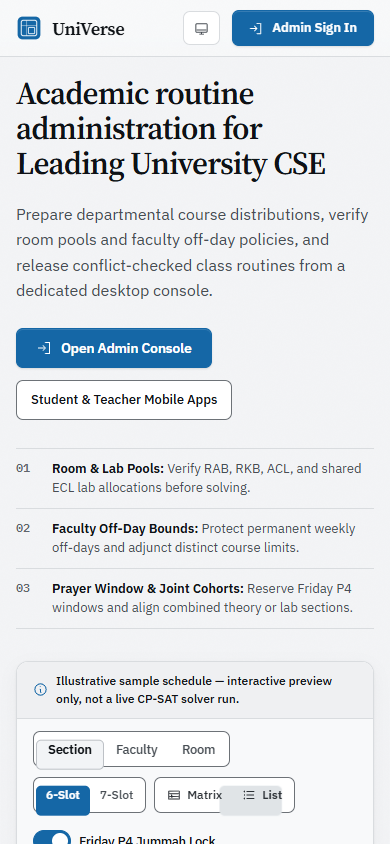 UniVerse
Admin Sign In
Academic routine
administration for
Leading University CSE
Prepare departmental course distributions, verify
room pools and faculty off-day policies, and
release conflict-checked class routines from a
dedicated desktop console.
Open Admin Console
Student & Teacher Mobile Apps
01 Room & Lab Pools: Verify RAB, RKB, ACL, and shared
ECL lab allocations before solving.
02 Faculty Off-Day Bounds: Protect permanent weekly
off-days and adjunct distinct course limits.
03 Prayer Window & Joint Cohorts: Reserve Friday P4
windows and align combined theory or lab sections.
Illustrative sample schedule — interactive preview
only, not a live CP-SAT solver run.
Section Faculty Room
6-Slot 7-Slot Matrix List
Friday P4 Jummah Lock